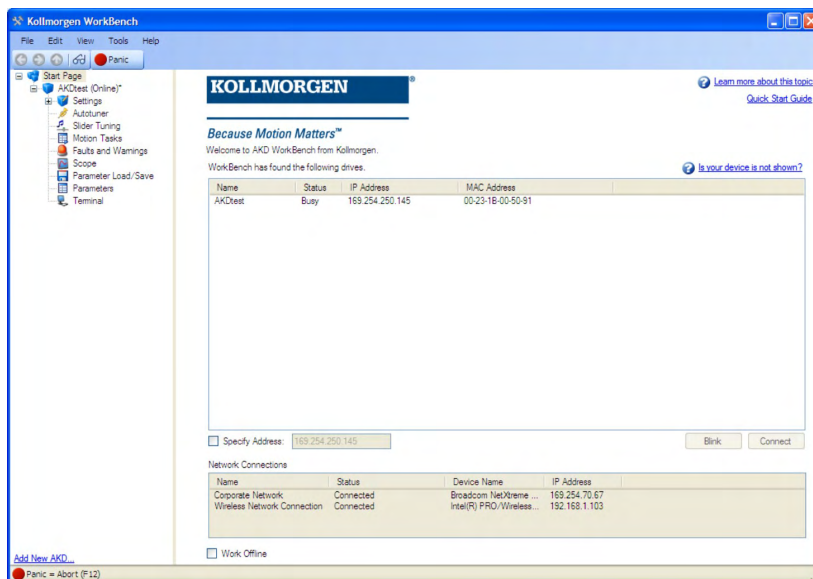 Kollmorgen WorkBench
File Edit View Tools Help
Panic
Start Page
AKDtest (Online)*
Settings
Autotuner
Slider Tuning
Motion Tasks
Faults and Warnings
Scope
Parameter Load/Save
Parameters
Terminal
Add New AKD...
KOLLMORGEN®
Because Motion Matters™
Learn more about this topic
Quick Start Guide
Welcome to AKD WorkBench from Kollmorgen.
WorkBench has found the following drives.
Is your device is not shown?
Name Status IP Address MAC Address
AKDtest Busy 169.254.250.145 00-23-1B-00-50-91
Specify Address: 169.254.250.145 Blink Connect
Network Connections
Name Status Device Name IP Address
Corporate Network Connected Broadcom NetXtreme ... 169.254.70.67
Wireless Network Connection Connected Intel(R) PRO/Wireless... 192.168.1.103
Work Offline
Panic = Abort (F12)